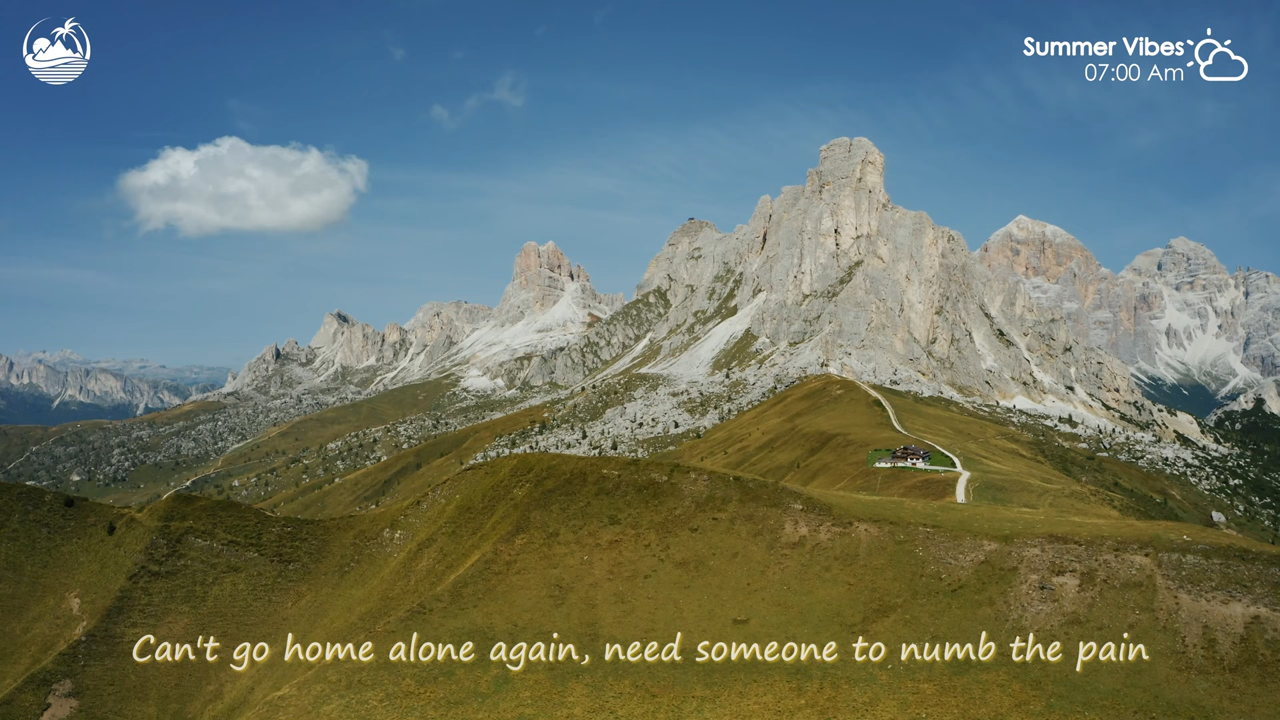 Summer Vibes
07:00 Am
Can't go home alone again, need someone to numb the pain